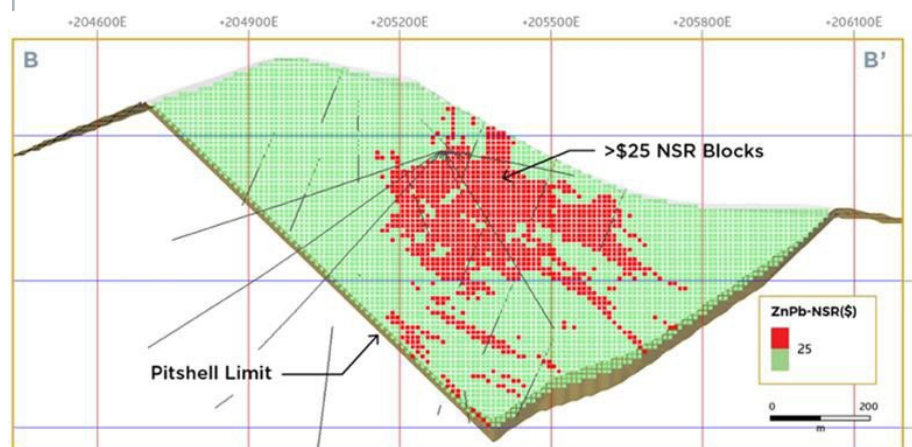 +204600E +204900E +205200E +205500E +205800E +206100E
B B’
>$25 NSR Blocks
ZnPb-NSR($)
25
Pitshell Limit
0 200
m